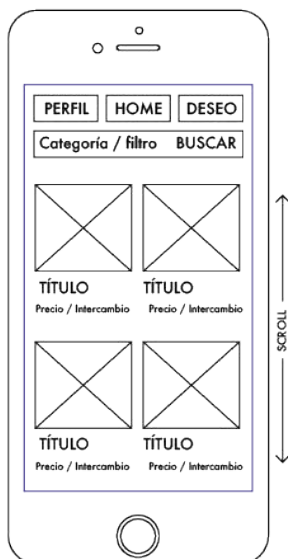 PERFIL HOME DESEO
Categoría / filtro BUSCAR
TÍTULO TÍTULO
Precio / Intercambio Precio / Intercambio
TÍTULO TÍTULO
Precio / Intercambio Precio / Intercambio
SCROLL